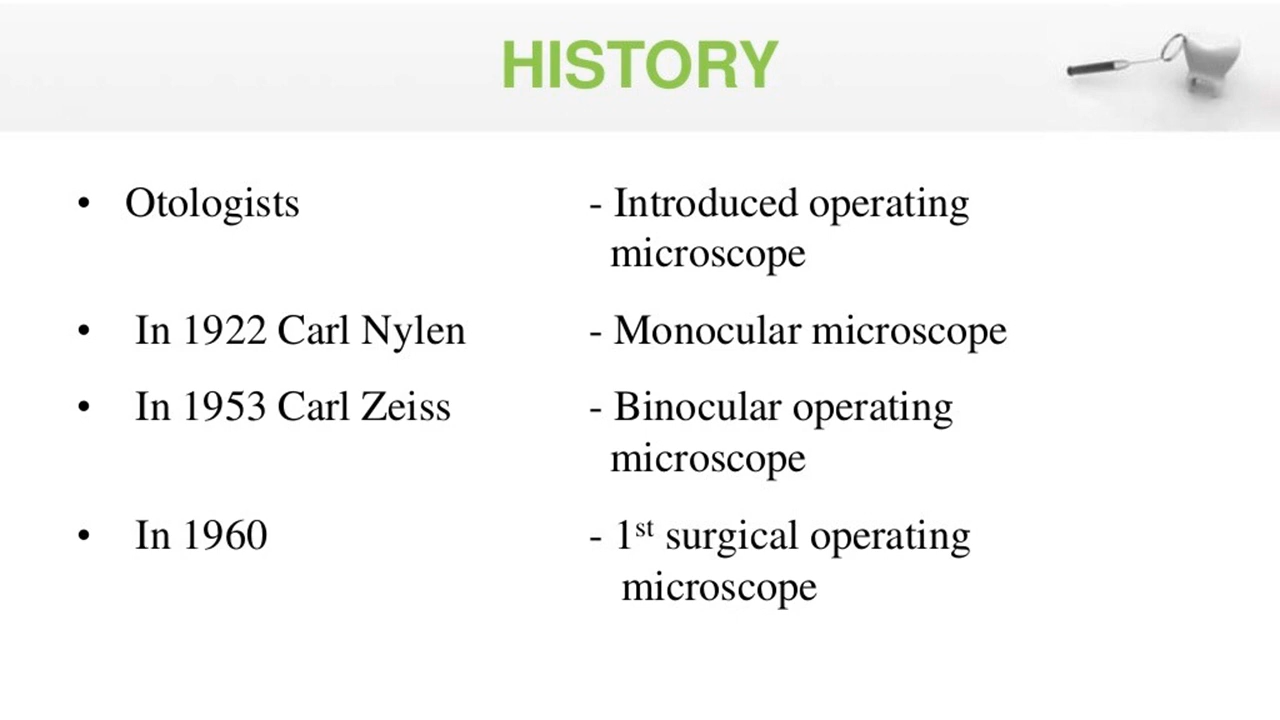 HISTORY
• Otologists - Introduced operating
microscope
• In 1922 Carl Nylen - Monocular microscope
• In 1953 Carl Zeiss - Binocular operating
microscope
• In 1960 - 1st surgical operating
microscope